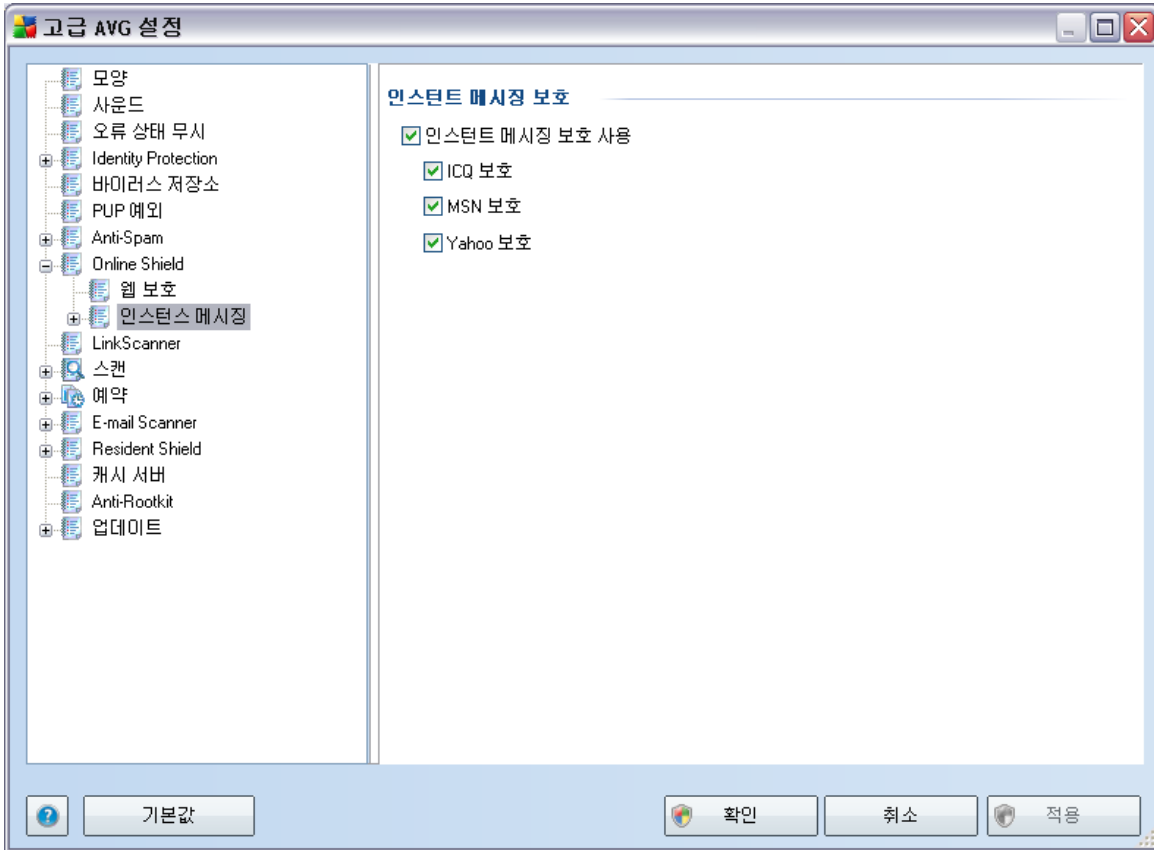 고급 AVG 설정
모양
사운드
오류 상태 무시
Identity Protection
바이러스 저장소
PUP 예외
Anti-Spam
Online Shield
웹 보호
인스턴스 메시징
LinkScanner
스캔
예약
E-mail Scanner
Resident Shield
캐시 서버
Anti-Rootkit
업데이트
인스턴트 메시징 보호
인스턴트 메시징 보호 사용
ICQ 보호
MSN 보호
Yahoo 보호
기본값
확인
취소
적용